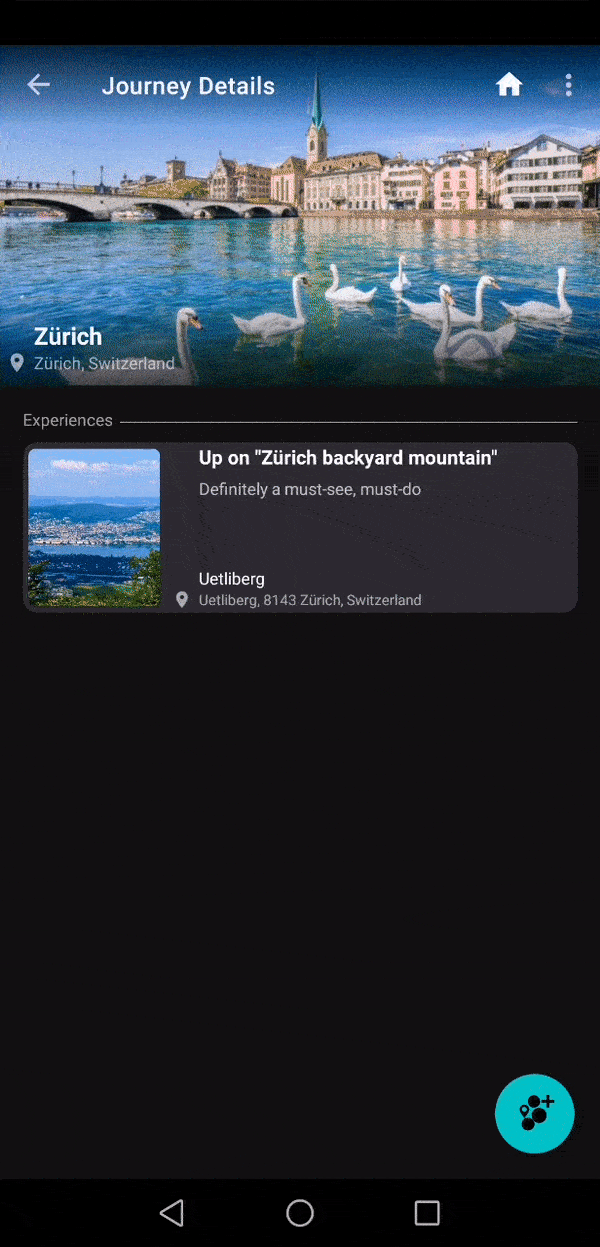 Journey Details
Zürich
Zürich, Switzerland
Experiences
Up on "Zürich backyard mountain"
Definitely a must-see, must-do
Uetliberg
Uetliberg, 8143 Zürich, Switzerland